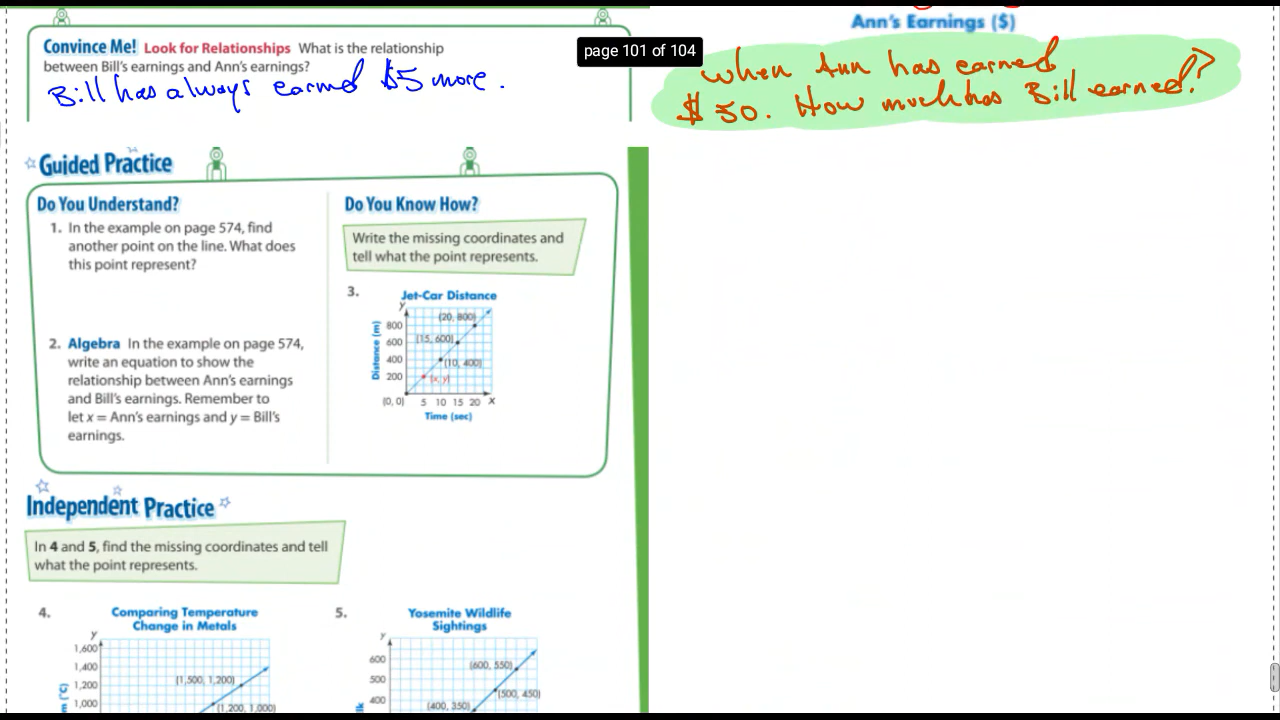 Convince Me! Look for Relationships What is the relationship
between Bill's earnings and Ann's earnings?
Bill has always earned $5 more.
page 101 of 104
Ann's Earnings ($)
When Ann has earned
$ 50. How much has Bill earned?
Guided Practice
Do You Understand?
1. In the example on page 574, find
another point on the line. What does
this point represent?
2. Algebra In the example on page 574,
write an equation to show the
relationship between Ann's earnings
and Bill's earnings. Remember to
let x = Ann's earnings and y = Bill's
earnings.
Do You Know How?
Write the missing coordinates and
tell what the point represents.
3.
Jet-Car Distance
y
Distance (m)
800
600
400
200
(20, 800)
(15, 600)
(10, 400)
(x, y)
(0, 0) 5 10 15 20 x
Time (sec)
Independent Practice
In 4 and 5, find the missing coordinates and tell
what the point represents.
4.
Comparing Temperature
Change in Metals
y
1,600
1,400
1,200
1,000
(°C)
(1,500, 1,200)
(1,200, 1,000)
5.
Yosemite Wildlife
Sightings
y
600
500
400
(600, 550)
(500, 450)
(400, 350)